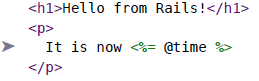 <h1>Hello from Rails!</h1>
<p>
It is now <%= @time %>
</p>